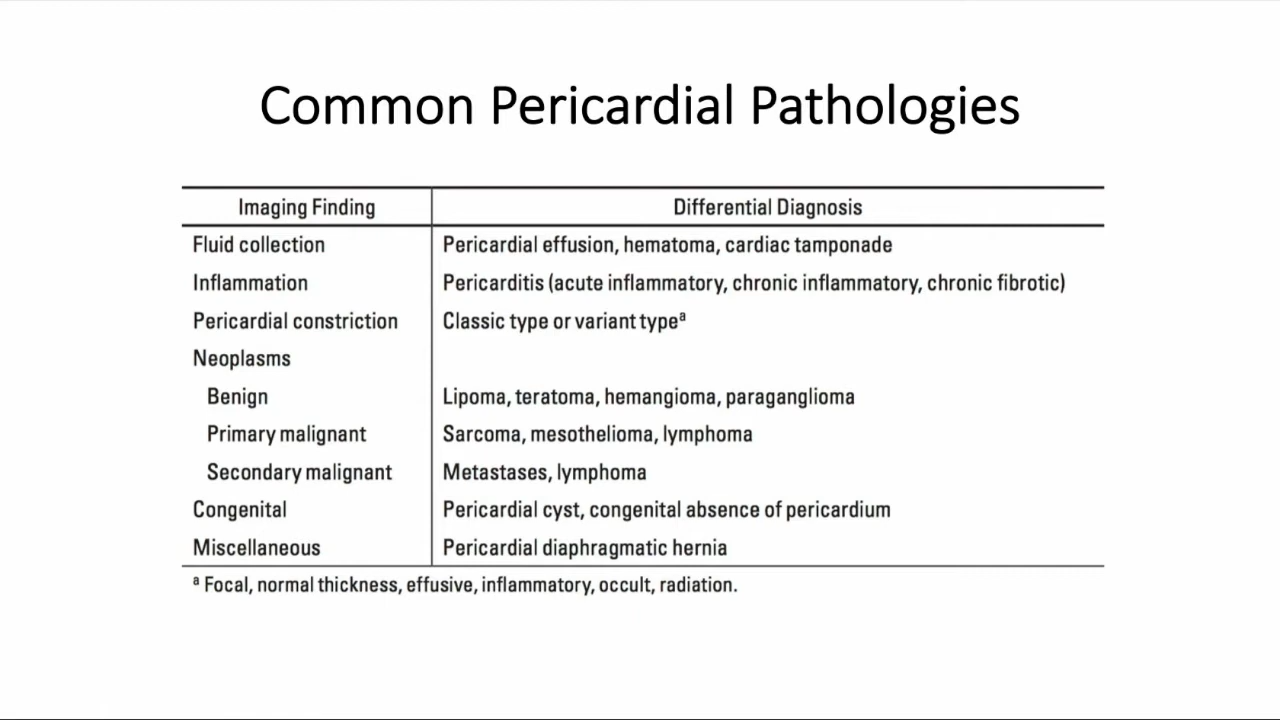 Common Pericardial Pathologies
Imaging Finding Differential Diagnosis
Fluid collection Pericardial effusion, hematoma, cardiac tamponade
Inflammation Pericarditis (acute inflammatory, chronic inflammatory, chronic fibrotic)
Pericardial constriction Classic type or variant typeᵃ
Neoplasms
Benign Lipoma, teratoma, hemangioma, paraganglioma
Primary malignant Sarcoma, mesothelioma, lymphoma
Secondary malignant Metastases, lymphoma
Congenital Pericardial cyst, congenital absence of pericardium
Miscellaneous Pericardial diaphragmatic hernia
ᵃ Focal, normal thickness, effusive, inflammatory, occult, radiation.